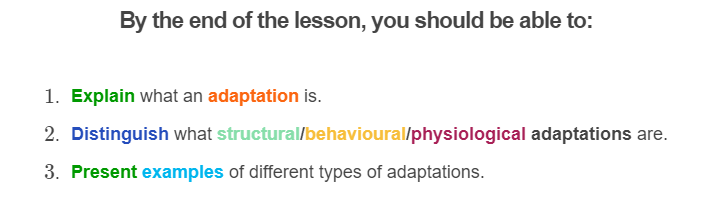 By the end of the lesson, you should be able to:
1. Explain what an adaptation is.
2. Distinguish what structural/behavioural/physiological adaptations are.
3. Present examples of different types of adaptations.